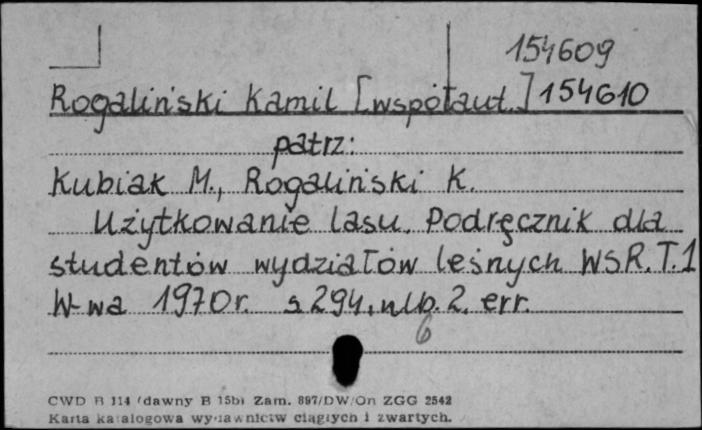 154609
Rogaliński Kamil [współaut.] 154610
patrz:
Kubiak M., Rogaliński K.
Użytkowanie lasu. Podręcznik dla
studentów wydziałów leśnych WSR. T.1
W-wa 1970r. s 294, nlb. 2. err.
6
CWD B 114 (dawny B 15b) Zam. 897/DW/On ZGG 2542
Karta katalogowa wydawnictw ciągłych i zwartych.